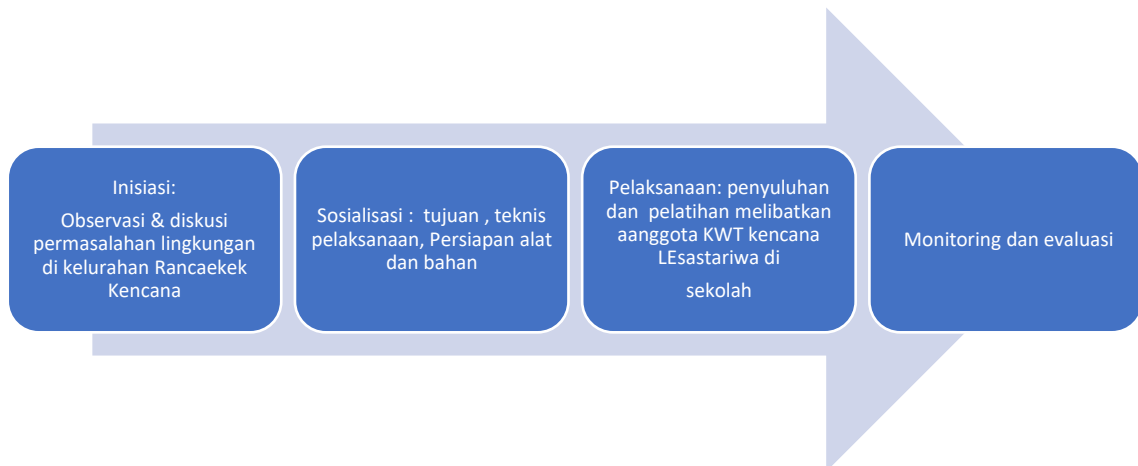 Inisiasi:
Observasi & diskusi
permasalahan lingkungan
di kelurahan Rancaekek
Kencana
Sosialisasi : tujuan , teknis
pelaksanaan, Persiapan alat
dan bahan
Pelaksanaan: penyuluhan
dan pelatihan melibatkan
aanggota KWT kencana
LEsastariwa di
sekolah
Monitoring dan evaluasi